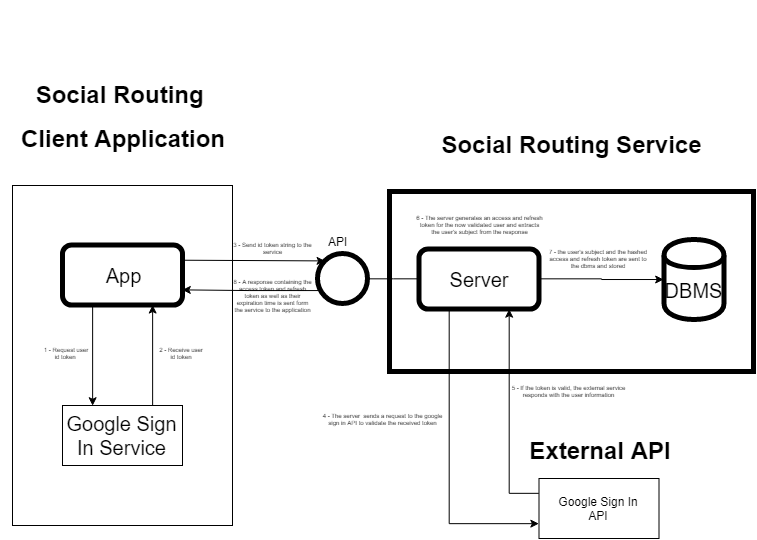 Social Routing
Client Application
Social Routing Service
6 - The server generates an access and refresh
token for the now validated user and extracts
the user's subject from the response
3 - Send id token string to the
service
API
7 - the user's subject and the hashed
access and refresh token are sent to
the dbms and stored
App
Server
DBMS
8 - A response containing the
access token and refresh
token as well as their
expiration time is sent form
the service to the application
1 - Request user
id token
2 - Receive user
id token
5 - If the token is valid, the external service
responds with the user information
4 - The server sends a request to the google
sign in API to validate the received token
Google Sign
In Service
External API
Google Sign In
API